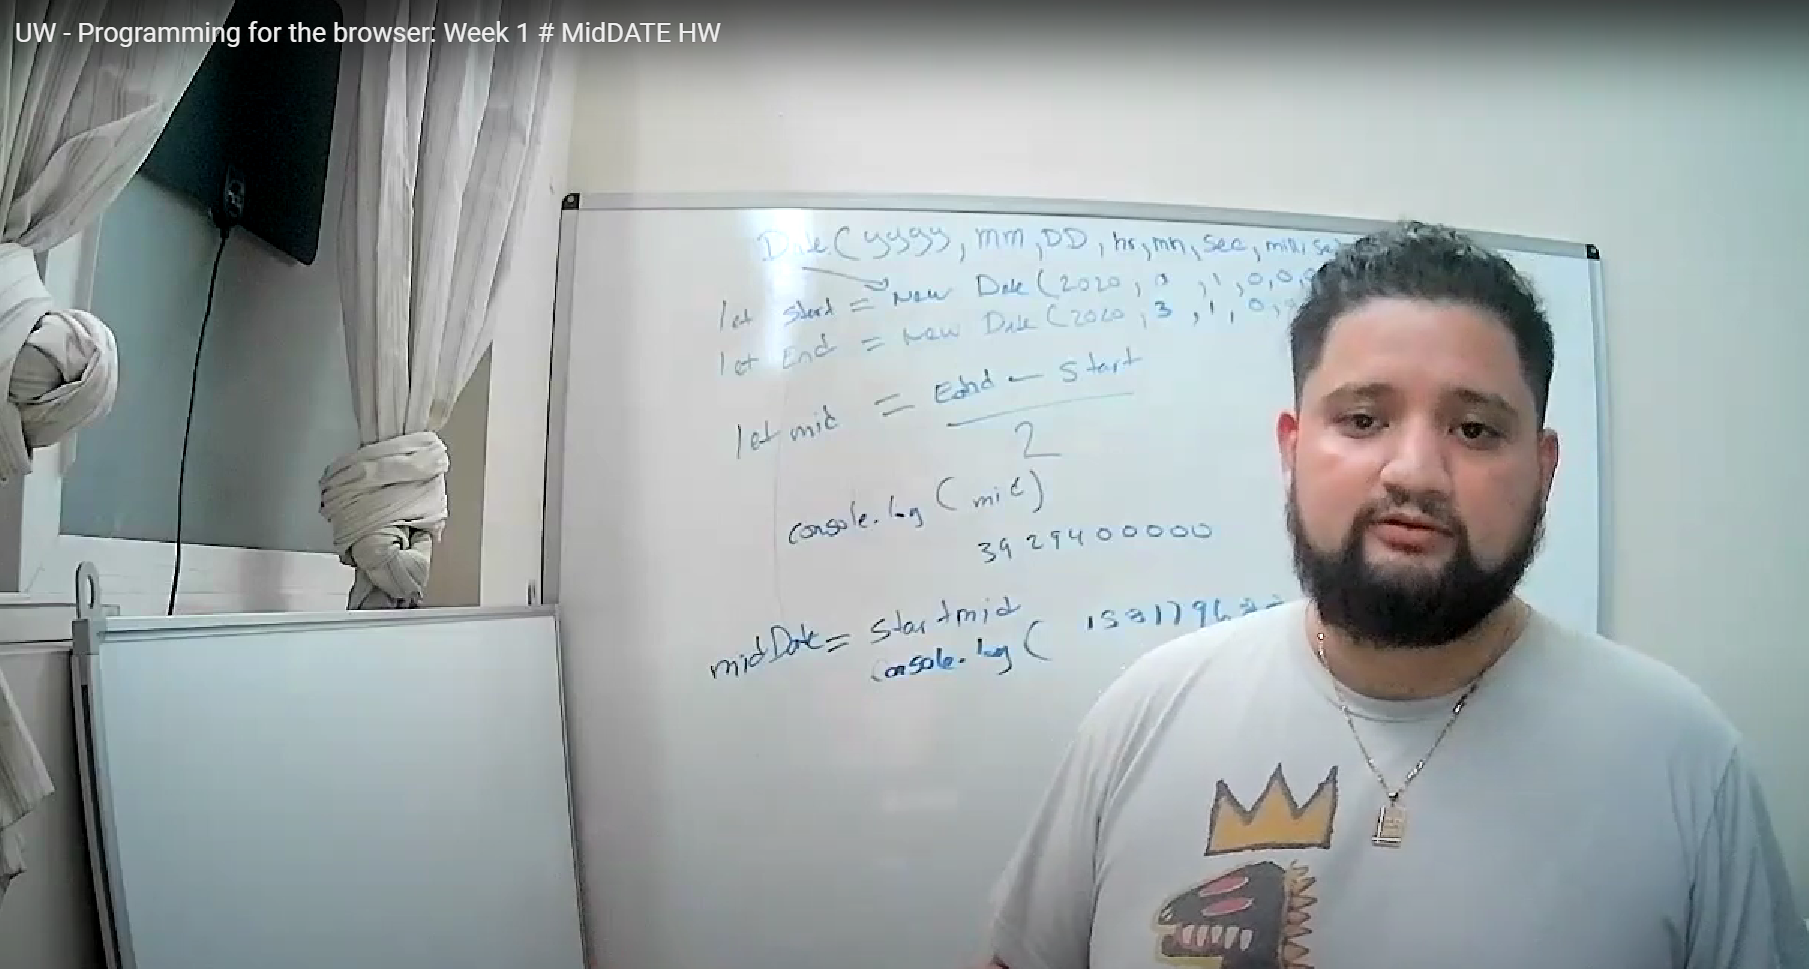 UW - Programming for the browser: Week 1 # MidDATE HW
Date (yyyy, mm, DD, hr, mn, sec, milisec
let start = New Date (2020, 0, 1, 0, 0,
let End = New Date (2020, 3, 1, 0,
let mid = End - Start
2
console.log (mid)
3929400000
midDate = Start mid
console.log (